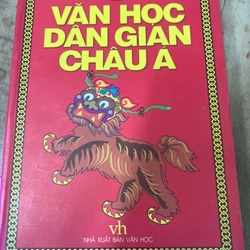 VĂN HỌC
DÂN GIAN
CHÂU Á
vh
NHÀ XUẤT BẢN VĂN HỌC